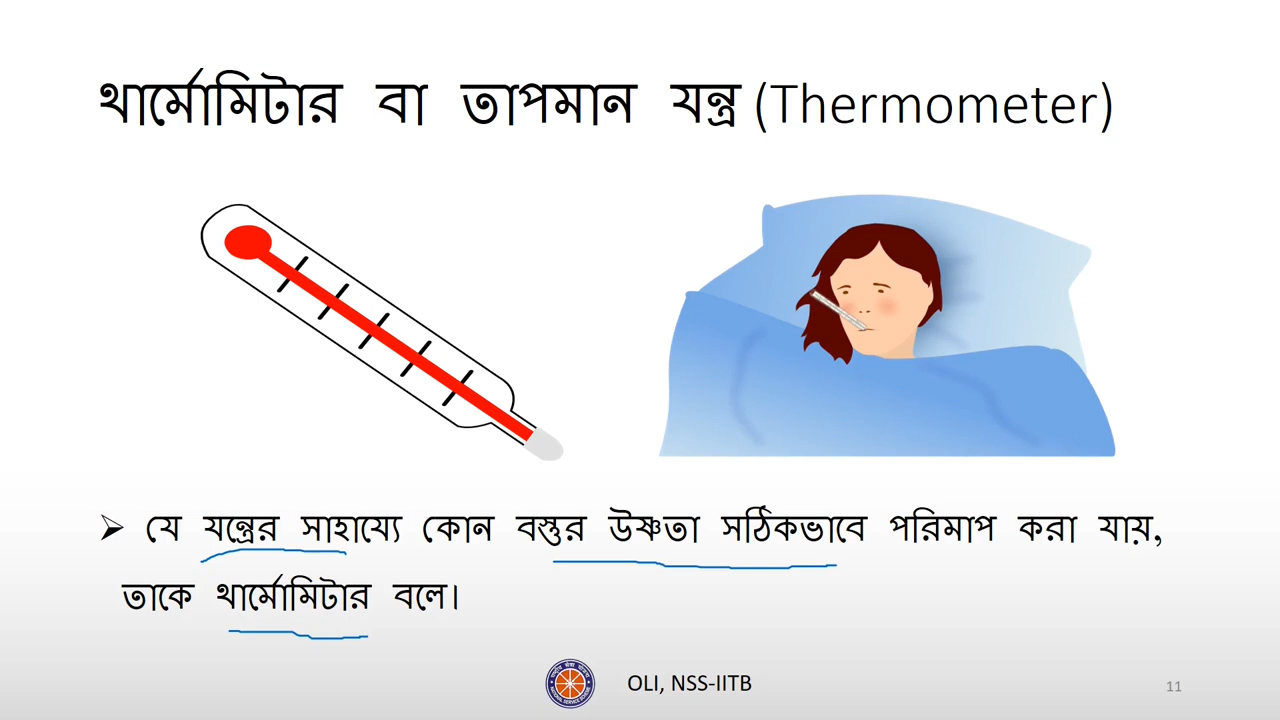 থার্মোমিটার বা তাপমান যন্ত্র (Thermometer)
➢ যে যন্ত্রের সাহায্যে কোন বস্তুর উষ্ণতা সঠিকভাবে পরিমাপ করা যায়,
তাকে থার্মোমিটার বলে।
OLI, NSS-IITB
11